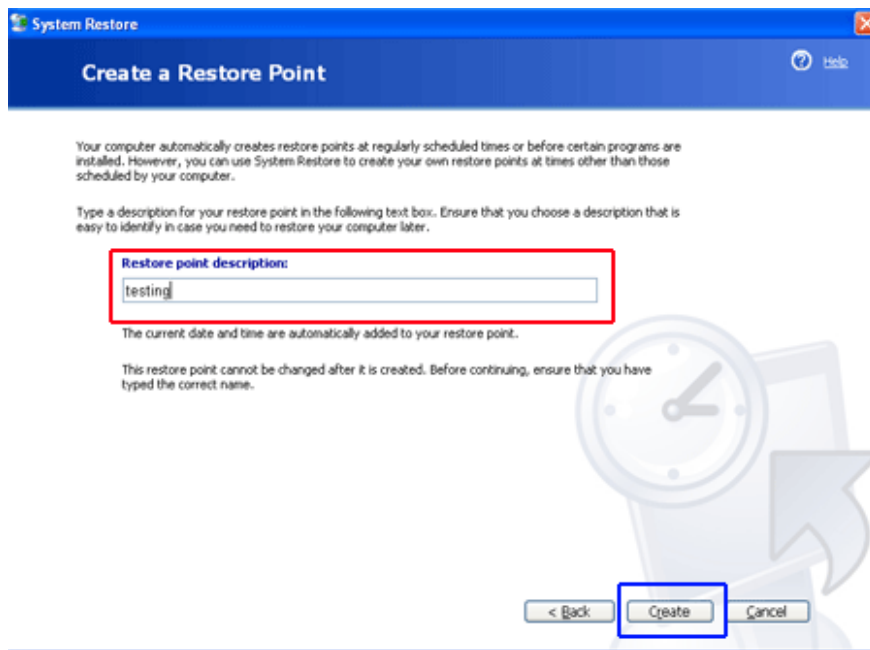 System Restore
Create a Restore Point
Help
Your computer automatically creates restore points at regularly scheduled times or before certain programs are
installed. However, you can use System Restore to create your own restore points at times other than those
scheduled by your computer.
Type a description for your restore point in the following text box. Ensure that you choose a description that is
easy to identify in case you need to restore your computer later.
Restore point description:
testing
The current date and time are automatically added to your restore point.
This restore point cannot be changed after it is created. Before continuing, ensure that you have
typed the correct name.
< Back Create Cancel